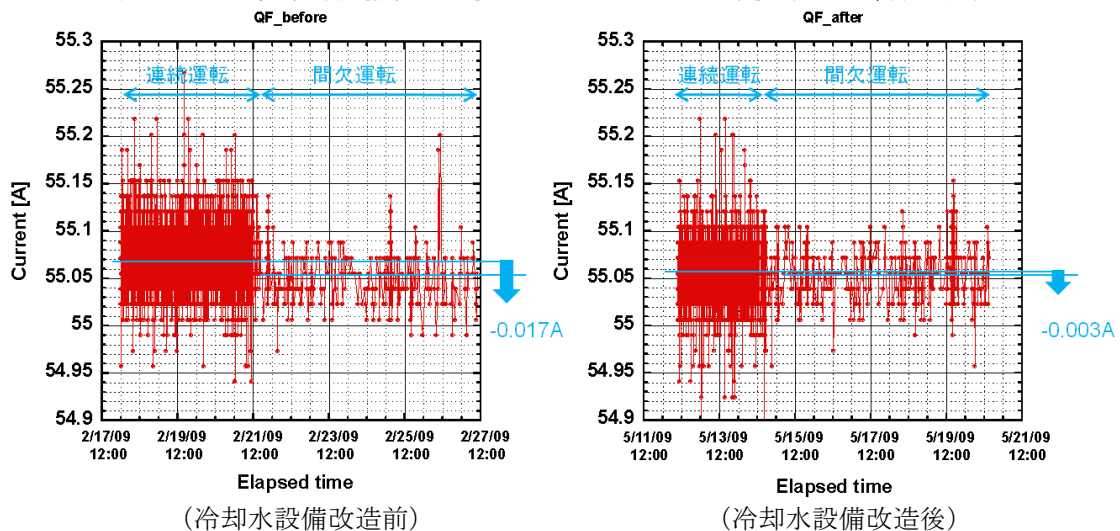 QF_before
55.3
55.25
55.2
55.15
55.1
55.05
55
54.95
54.9
Current [A]
連続運転
間欠運転
-0.017A
2/17/09 2/19/09 2/21/09 2/23/09 2/25/09 2/27/09
12:00 12:00 12:00 12:00 12:00 12:00
Elapsed time
(冷却水設備改造前)
QF_after
55.3
55.25
55.2
55.15
55.1
55.05
55
54.95
54.9
Current [A]
連続運転
間欠運転
-0.003A
5/11/09 5/13/09 5/15/09 5/17/09 5/19/09 5/21/09
12:00 12:00 12:00 12:00 12:00 12:00
Elapsed time
(冷却水設備改造後)